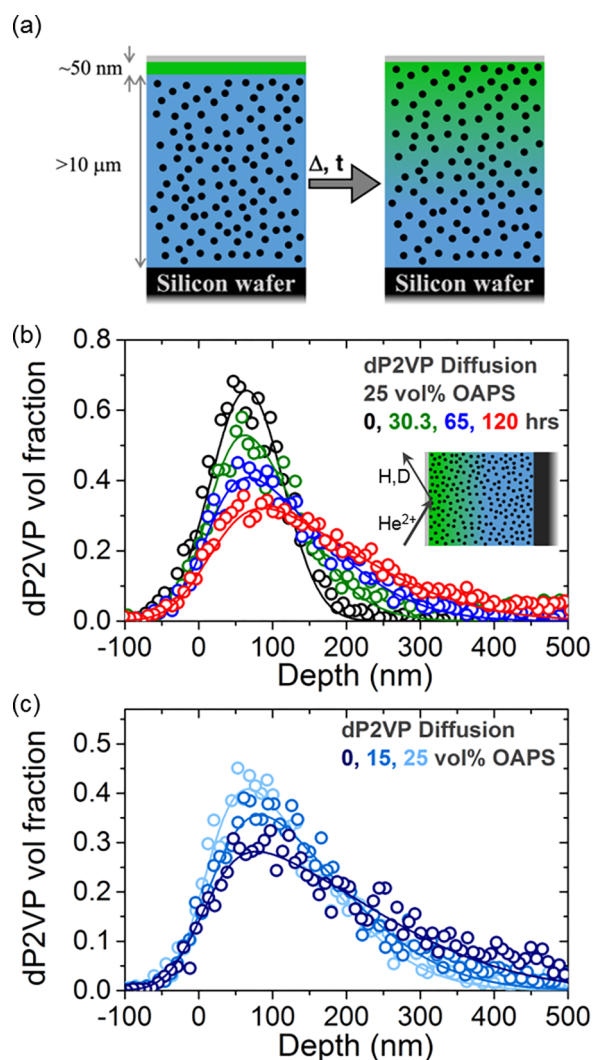 (a)
~50 nm
>10 μm
Δ, t
Silicon wafer
Silicon wafer
(b)
0.8
0.6
0.4
0.2
0.0
dP2VP vol fraction
dP2VP Diffusion
25 vol% OAPS
0, 30.3, 65, 120 hrs
H,D
He2+
-100 0 100 200 300 400 500
Depth (nm)
(c)
0.5
0.4
0.3
0.2
0.1
0.0
dP2VP vol fraction
dP2VP Diffusion
0, 15, 25 vol% OAPS
-100 0 100 200 300 400 500
Depth (nm)